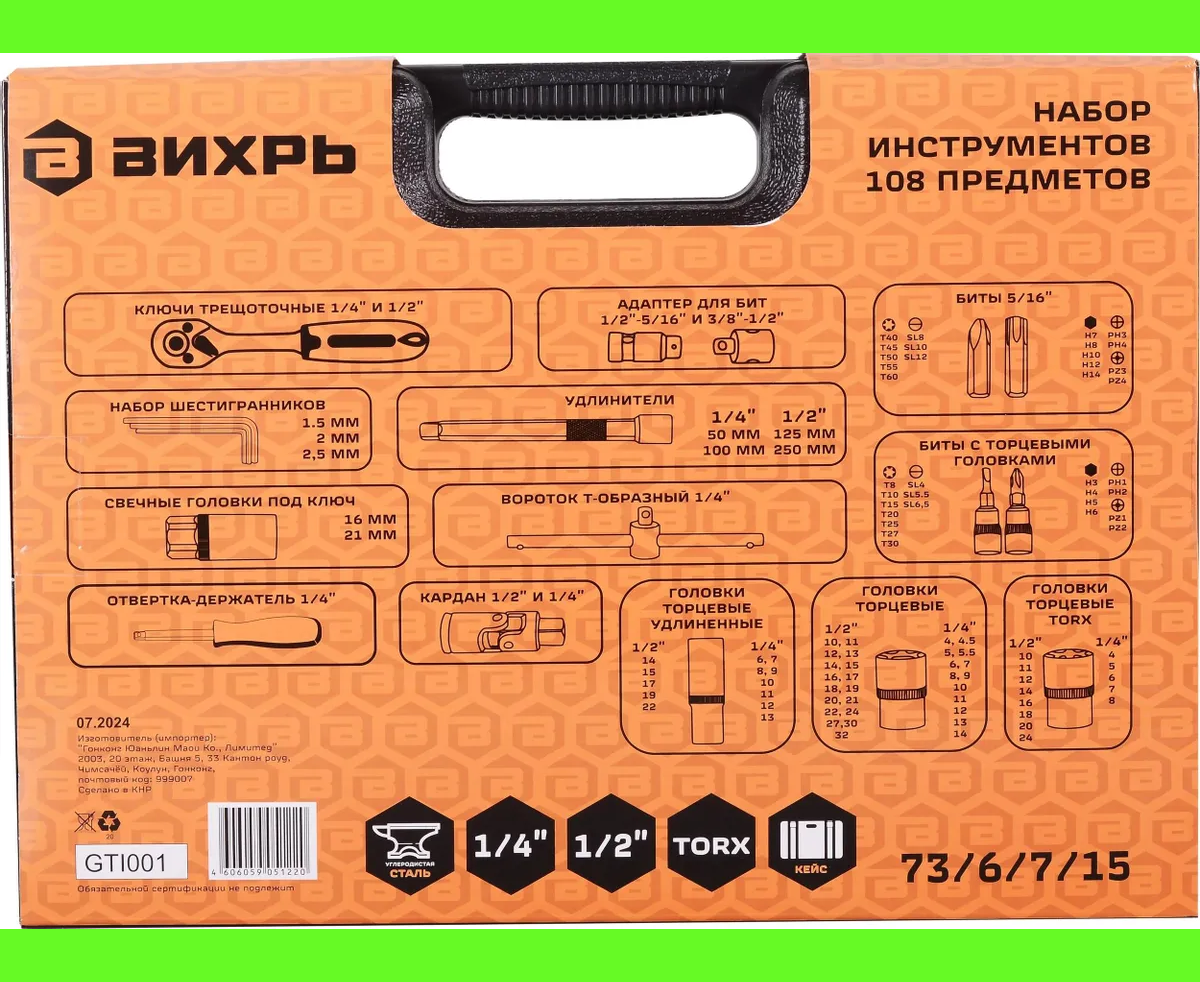 ВИХРЬ
НАБОР
ИНСТРУМЕНТОВ
108 ПРЕДМЕТОВ
КЛЮЧИ ТРЕЩОТОЧНЫЕ 1/4" И 1/2"
АДАПТЕР ДЛЯ БИТ
1/2"-5/16" И 3/8"-1/2"
БИТЫ 5/16"
T40 SL8
T45 SL10
T50 SL12
T55
T60
H7
H8
H10
H12
H14
PH3
PH4
PZ3
PZ4
НАБОР ШЕСТИГРАННИКОВ
1.5 ММ
2 ММ
2,5 ММ
УДЛИНИТЕЛИ
1/4" 1/2"
50 ММ 125 ММ
100 ММ 250 ММ
БИТЫ С ТОРЦЕВЫМИ
ГОЛОВКАМИ
T8 SL4
T10 SL5.5
T15 SL6,5
T20
T25
T27
T30
H3
H4
H5
H6
PH1
PH2
PZ1
PZ2
СВЕЧНЫЕ ГОЛОВКИ ПОД КЛЮЧ
16 ММ
21 ММ
ВОРОТОК Т-ОБРАЗНЫЙ 1/4"
ОТВЕРТКА-ДЕРЖАТЕЛЬ 1/4"
КАРДАН 1/2" И 1/4"
ГОЛОВКИ
ТОРЦЕВЫЕ
УДЛИНЕННЫЕ
1/2"
14
15
17
19
22
1/4"
6, 7
8, 9
10
11
12
13
ГОЛОВКИ
ТОРЦЕВЫЕ
1/2"
10, 11
12, 13
14, 15
16, 17
18, 19
20, 21
22, 24
27,30
32
1/4"
4, 4.5
5, 5.5
6, 7
8, 9
10
11
12
13
14
ГОЛОВКИ
ТОРЦЕВЫЕ
TORX
1/2"
10
11
12
14
16
18
20
24
1/4"
4
5
6
7
8
07.2024
Изготовитель (импортер):
"Гонконг Юаньлин Маои Ко., Лимитед"
2003, 20 этаж, Башня 5, 33 Кантон роуд,
Чимсачёй, Коулун, Гонконг,
почтовый код: 999007
Сделано в КНР
20
GTI001
4 606059 051220
Обязательной сертификации не подлежит
УГЛЕРОДИСТАЯ
СТАЛЬ
1/4"
1/2"
TORX
КЕЙС
73/6/7/15